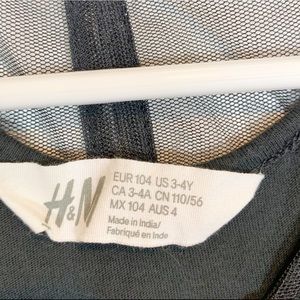 H&M
EUR 104 US 3-4Y
CA 3-4A CN 110/56
MX 104 AUS 4
Made in India/
Fabriqué en Inde